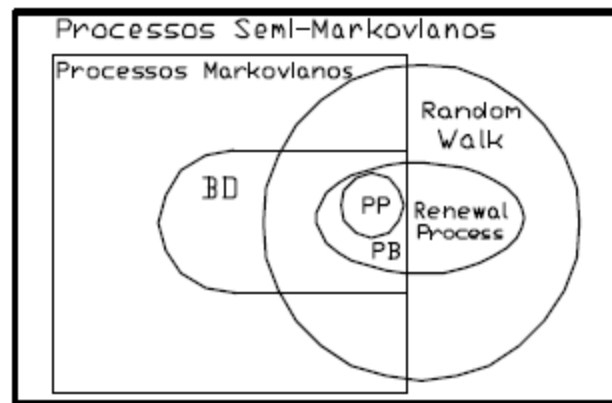 Processos Semi-Markovianos
Processos Markovianos
Random
Walk
BD
PP
Renewal
Process
PB